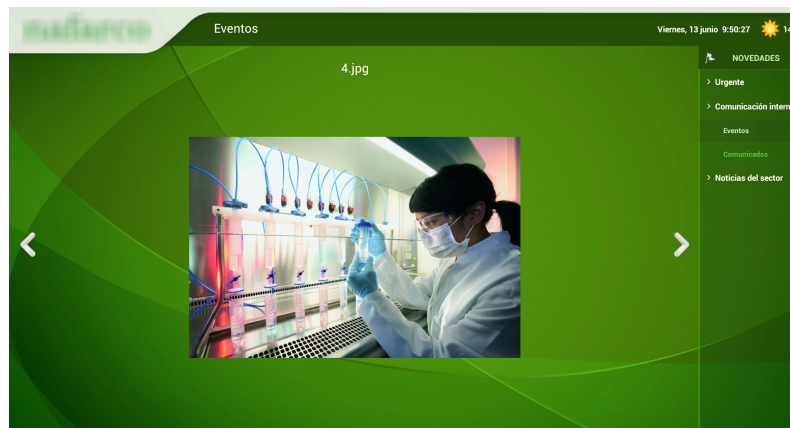 Eventos
Viernes, 13 junio 9:50:27
4.jpg
NOVEDADES
> Urgente
> Comunicación intern
Eventos
Comunicados
> Noticias del sector